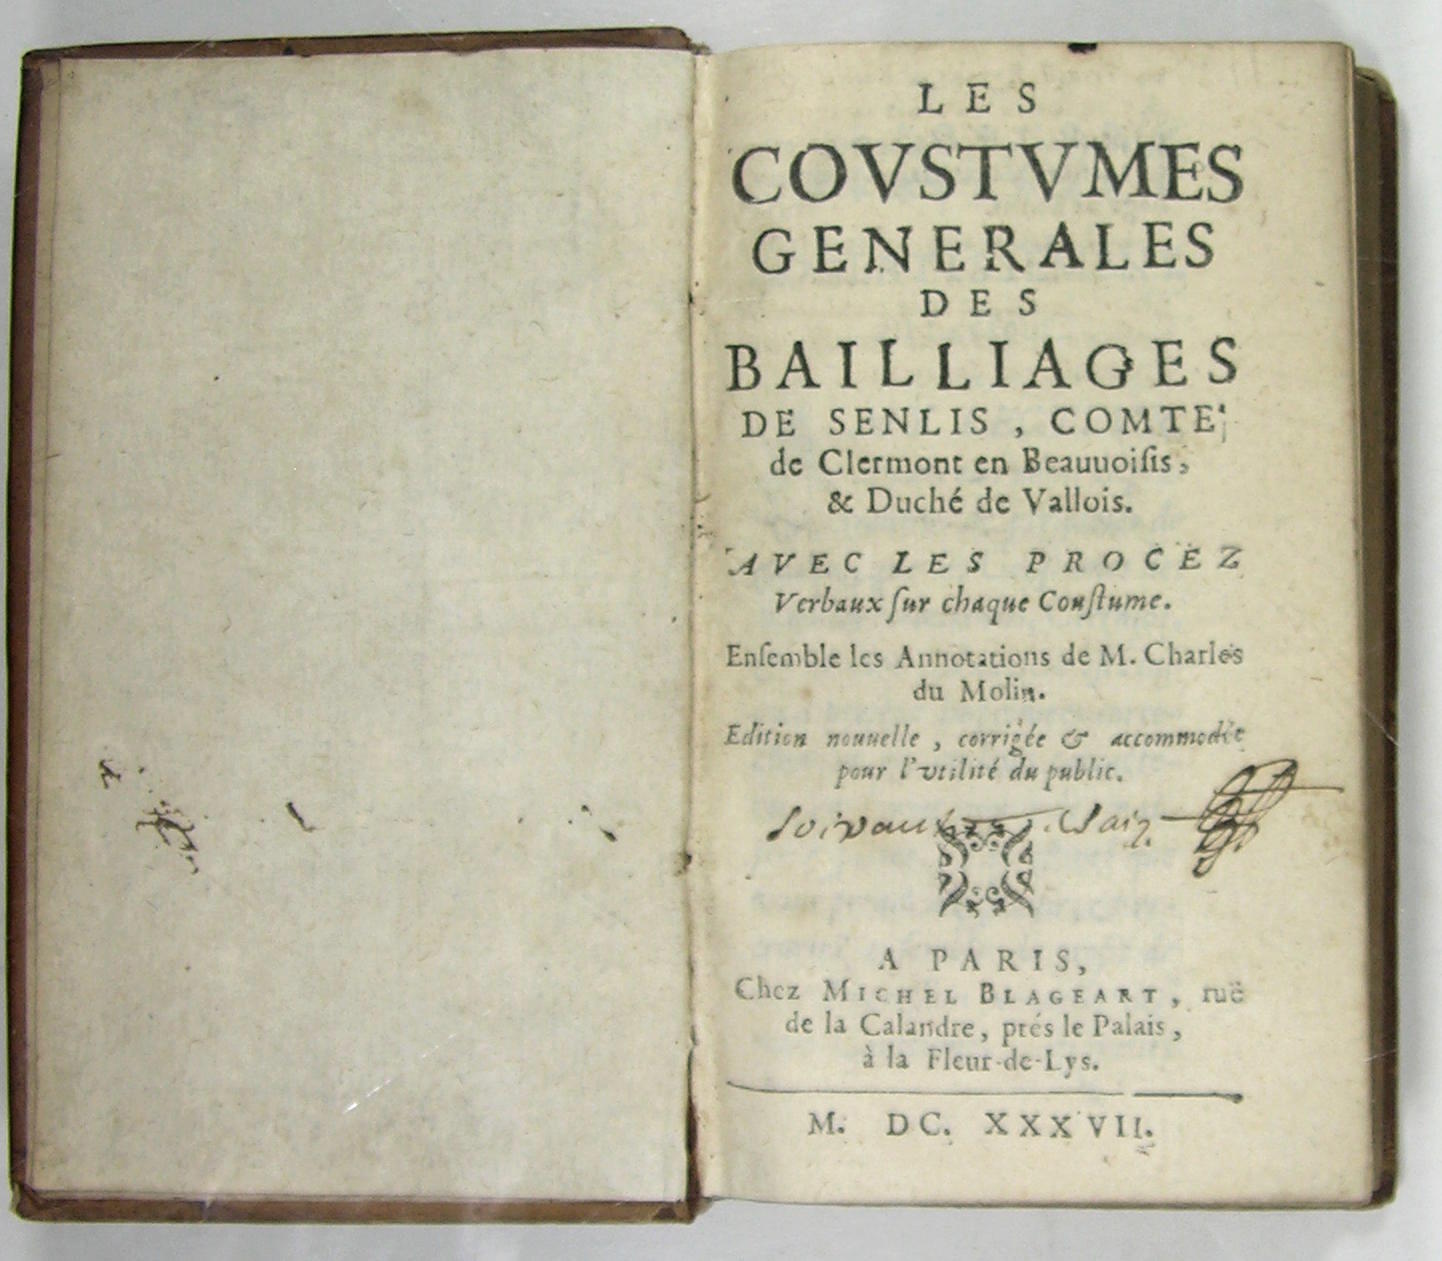 LES
COVSTVMES
GENERALES
DES
BAILLIAGES
DE SENLIS, COMTE'
de Clermont en Beauuoiſis,
& Duché de Vallois.
AVEC LES PROCEZ
Verbaux ſur chaque Couſtume.
Enſemble les Annotations de M. Charles
du Molin.
Edition nouuelle, corrigée & accommodée
pour l'vtilité du public.
A PARIS,
Chez MICHEL BLAGEART, ruë
de la Calandre, prés le Palais,
à la Fleur-de-Lys.
M. DC. XXXVII.